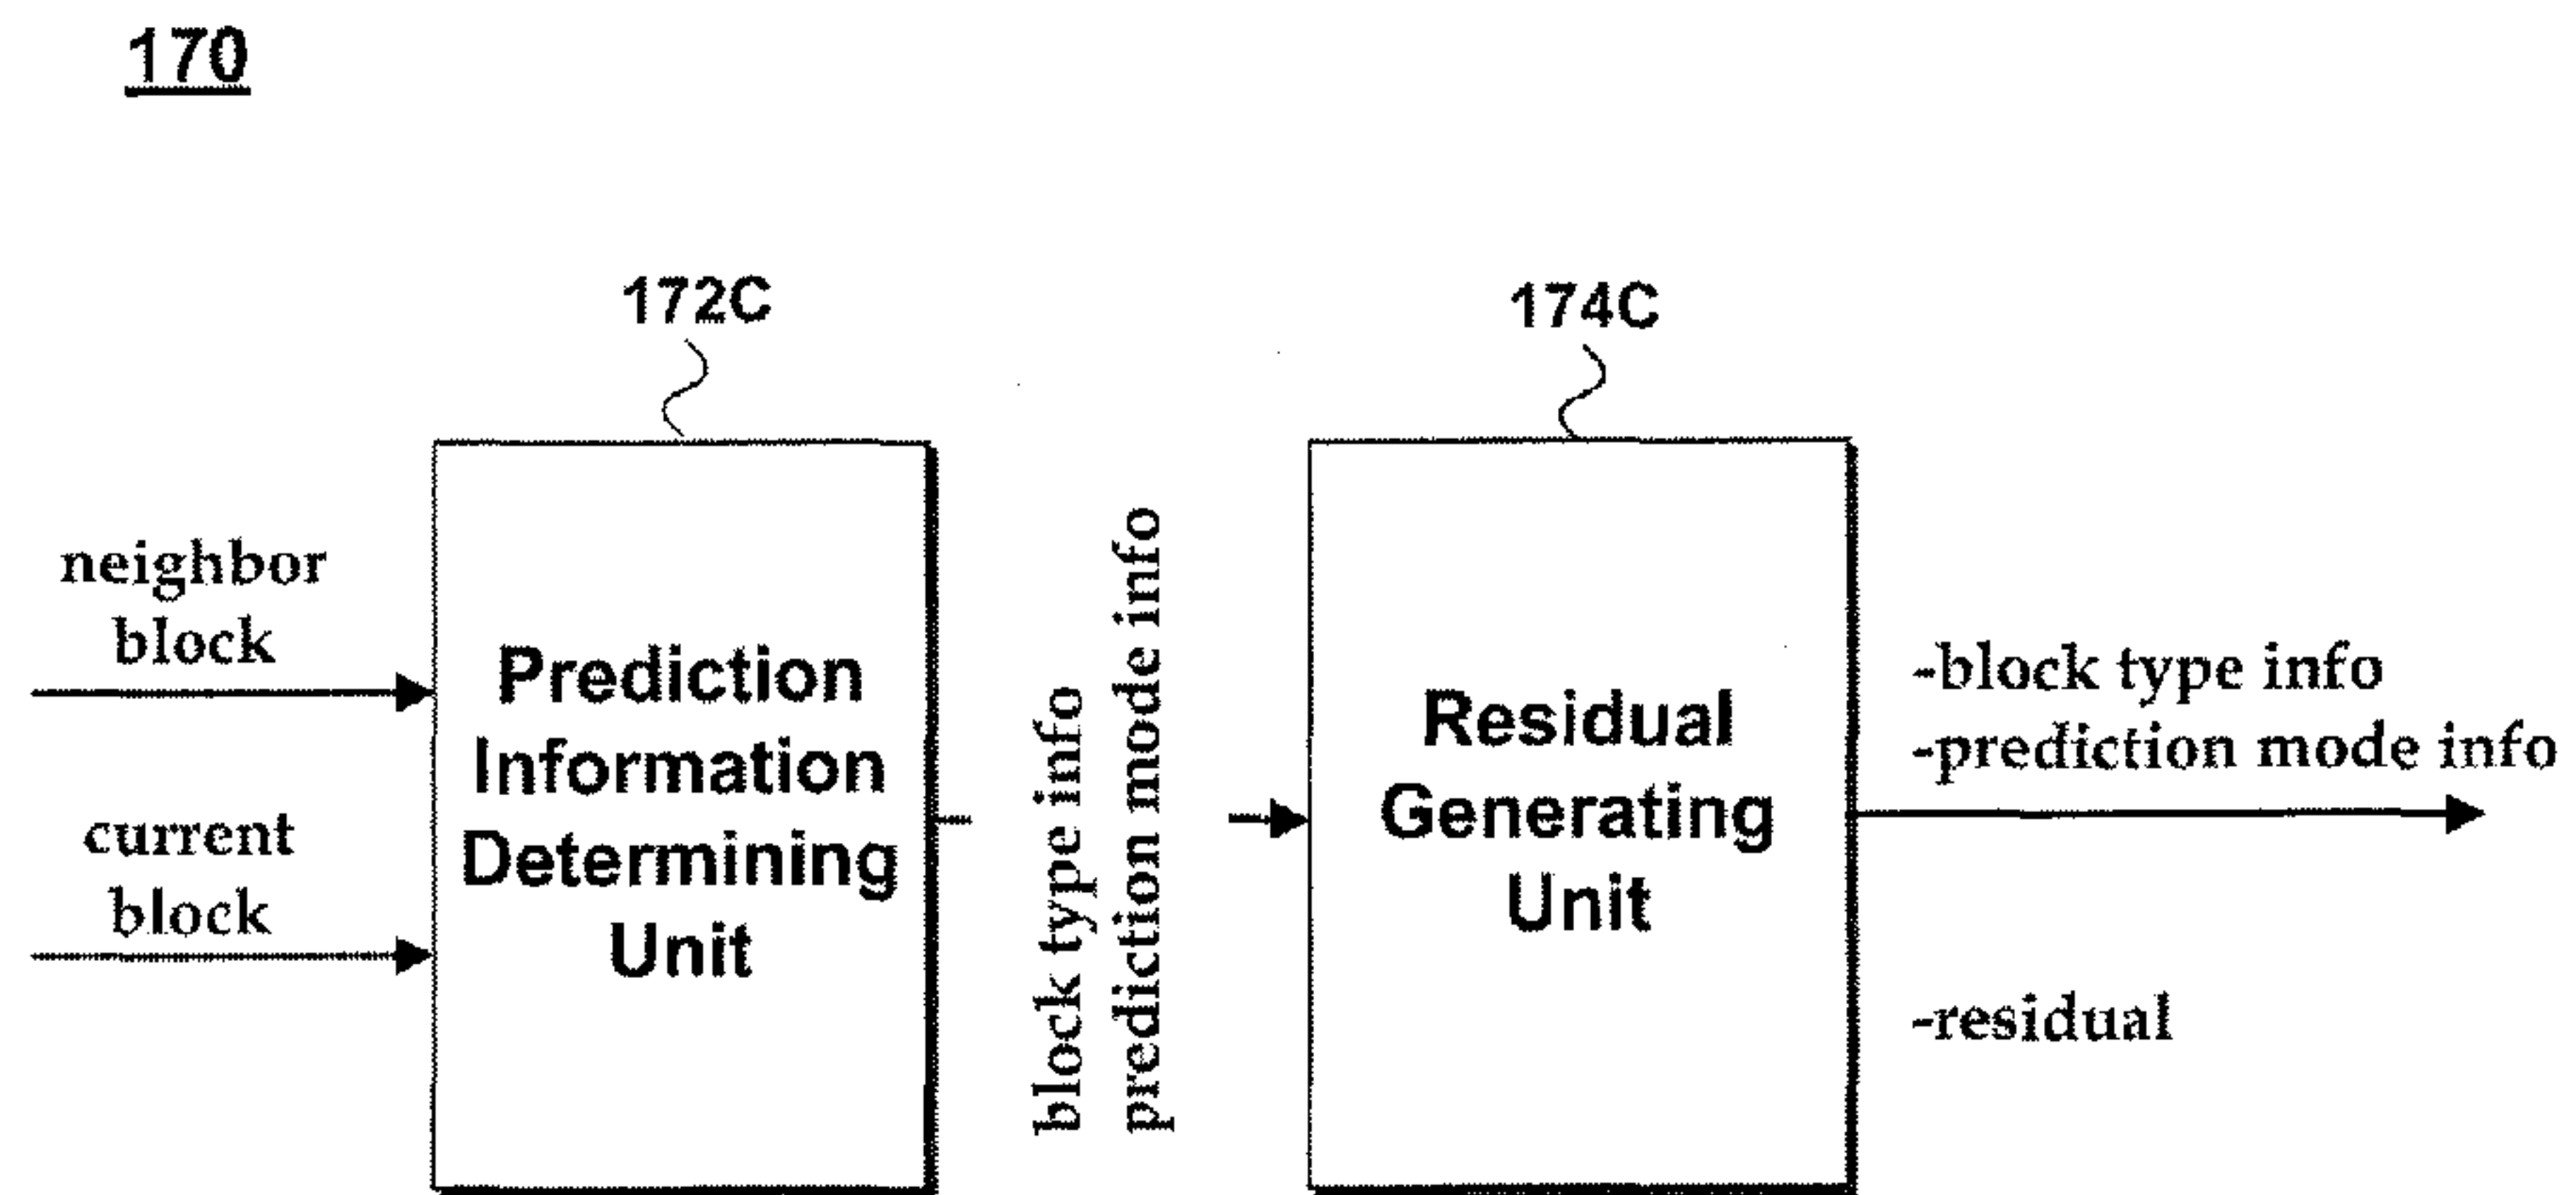 170
172C
174C
neighbor
block
current
block
Prediction
Information
Determining
Unit
block type info
prediction mode info
Residual
Generating
Unit
-block type info
-prediction mode info
-residual